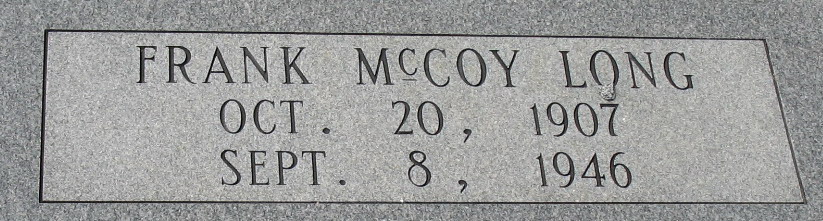 FRANK McCOY LONG
OCT. 20, 1907
SEPT. 8, 1946